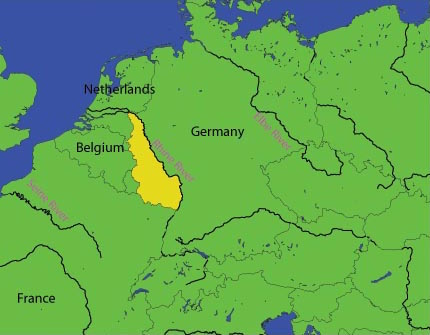 Netherlands
Germany
Elbe River
Belgium
Rhine River
Seine River
France